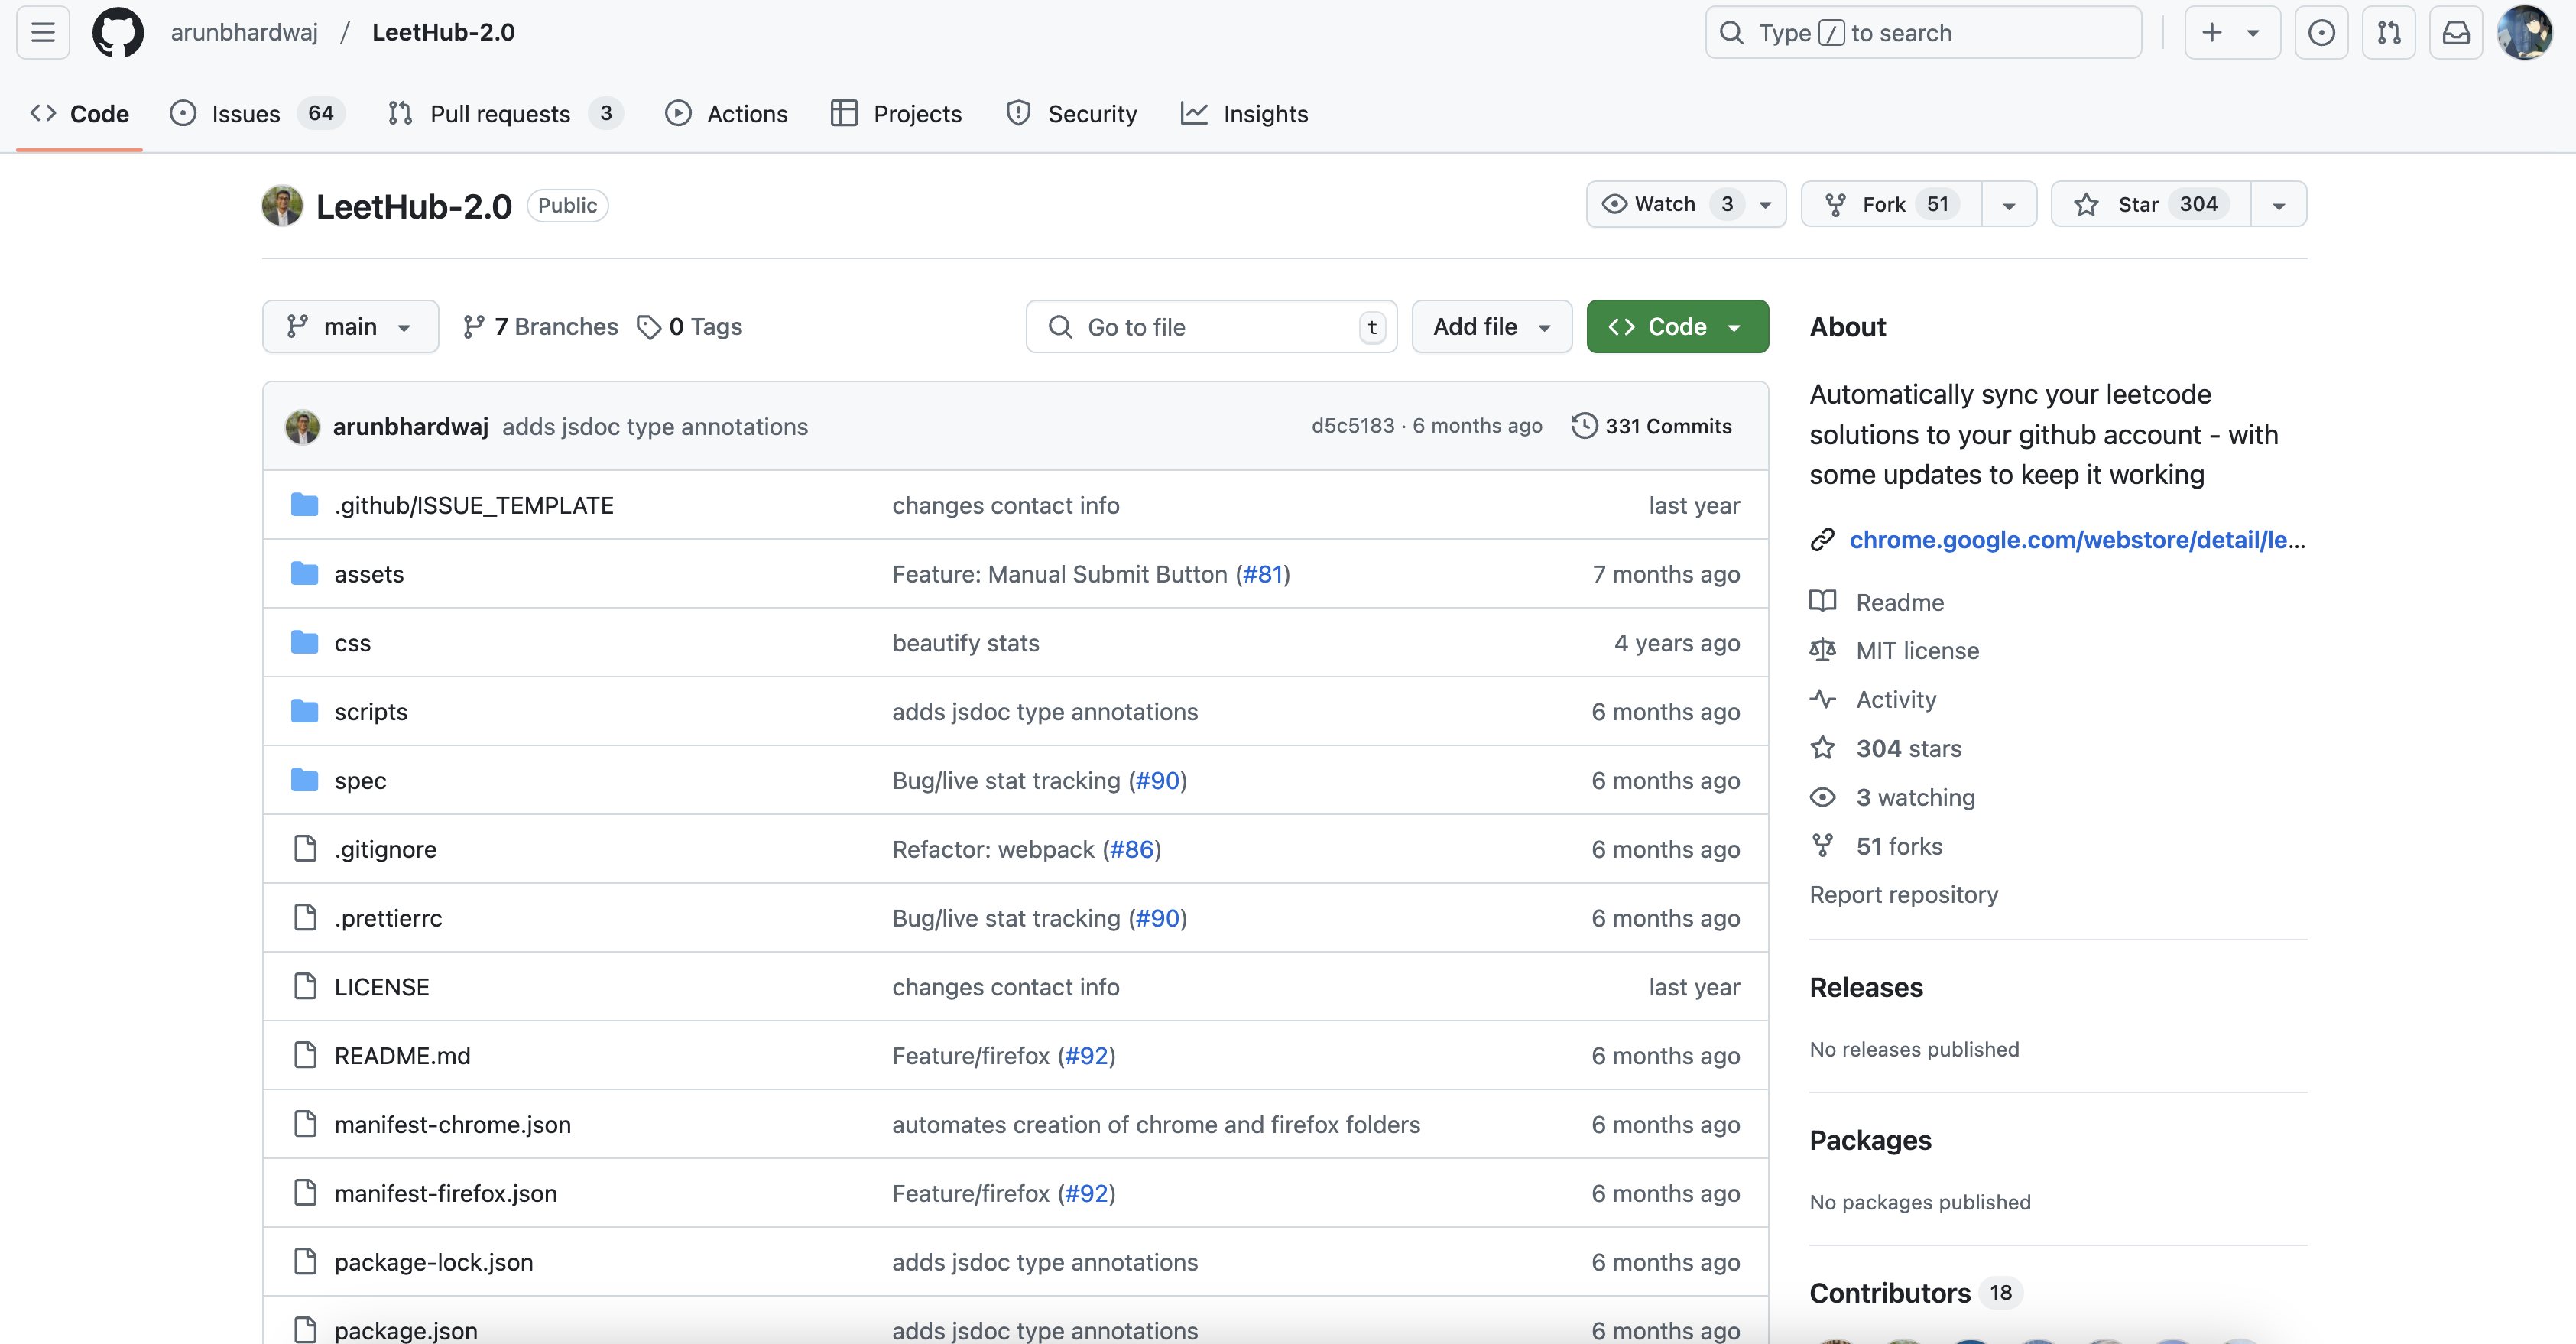 arunbhardwaj / LeetHub-2.0
Type / to search
Code Issues 64 Pull requests 3 Actions Projects Security Insights
LeetHub-2.0 Public
Watch 3 Fork 51 Star 304
main 7 Branches 0 Tags
Go to file t
Add file Code
arunbhardwaj adds jsdoc type annotations d5c5183 · 6 months ago 331 Commits
.github/ISSUE_TEMPLATE changes contact info last year
assets Feature: Manual Submit Button (#81) 7 months ago
css beautify stats 4 years ago
scripts adds jsdoc type annotations 6 months ago
spec Bug/live stat tracking (#90) 6 months ago
.gitignore Refactor: webpack (#86) 6 months ago
.prettierrc Bug/live stat tracking (#90) 6 months ago
LICENSE changes contact info last year
README.md Feature/firefox (#92) 6 months ago
manifest-chrome.json automates creation of chrome and firefox folders 6 months ago
manifest-firefox.json Feature/firefox (#92) 6 months ago
package-lock.json adds jsdoc type annotations 6 months ago
package.json adds jsdoc type annotations 6 months ago
About
Automatically sync your leetcode
solutions to your github account - with
some updates to keep it working
chrome.google.com/webstore/detail/le...
Readme
MIT license
Activity
304 stars
3 watching
51 forks
Report repository
Releases
No releases published
Packages
No packages published
Contributors 18